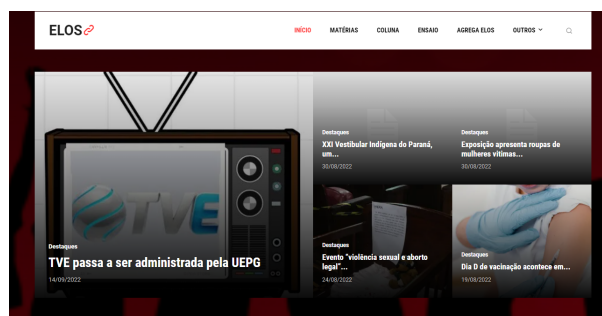 ELOS
INÍCIO MATÉRIAS COLUNA ENSAIO AGREGA ELOS OUTROS
TVE
Destaques
TVE passa a ser administrada pela UEPG
14/09/2022
Destaques
XXI Vestibular Indígena do Paraná,
um...
30/08/2022
Destaques
Exposição apresenta roupas de
mulheres vítimas...
30/08/2022
Destaques
Evento "violência sexual e aborto
legal"...
24/08/2022
Destaques
Dia D de vacinação acontece em...
19/08/2022